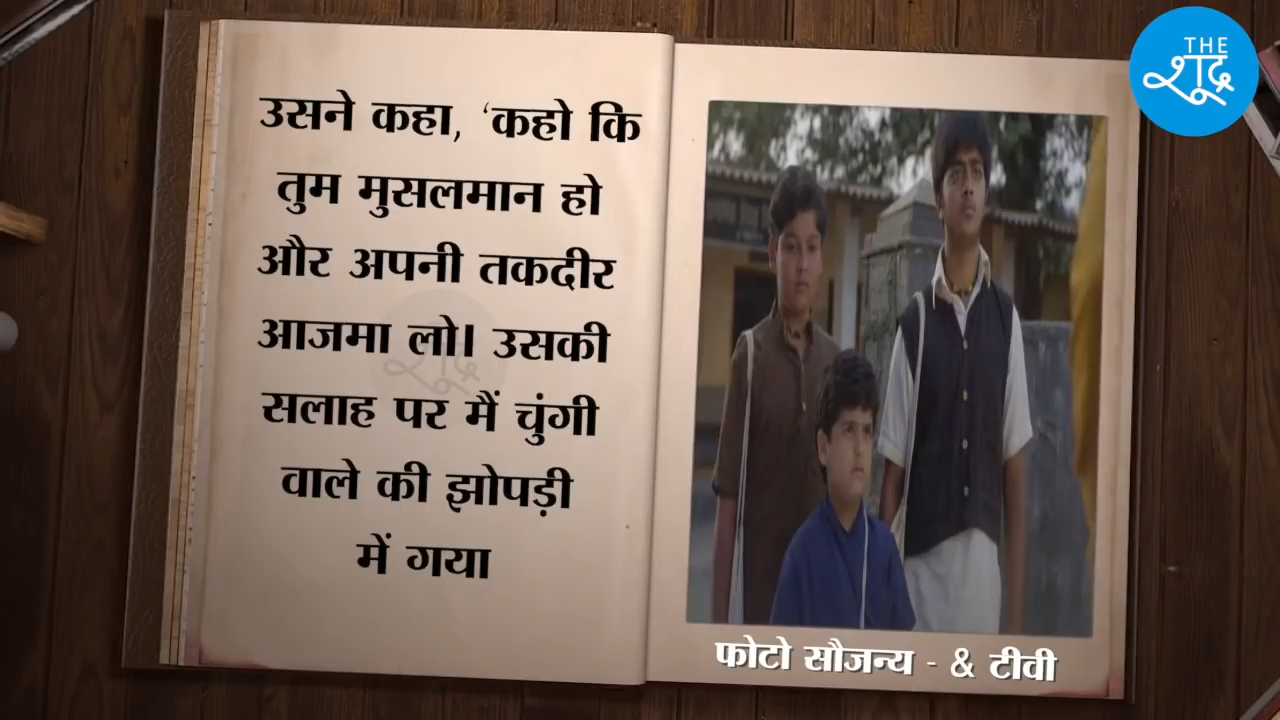 उसने कहा, ‘कहो कि
तुम मुसलमान हो
और अपनी तकदीर
आजमा लो। उसकी
सलाह पर मैं चुंगी
वाले की झोपड़ी
में गया
फोटो सौजन्य - & टीवी
THE
शूद्र
शूद्र